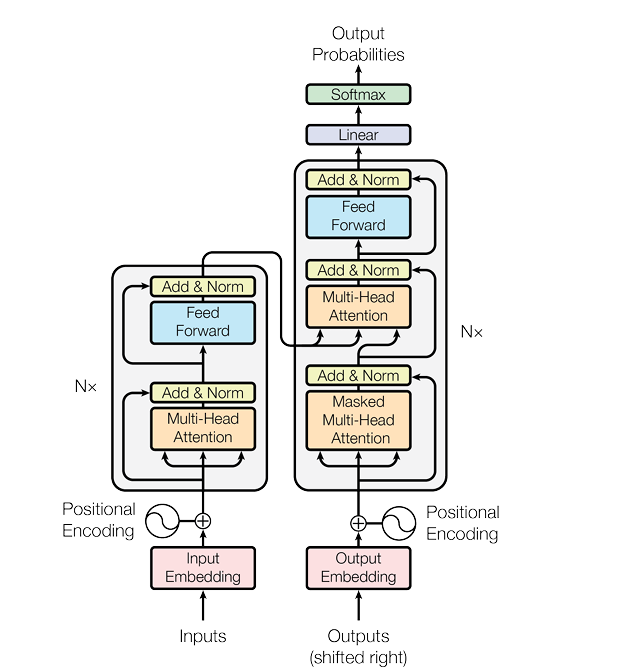 Output
Probabilities
Softmax
Linear
Add & Norm
Feed
Forward
Add & Norm
Multi-Head
Attention
Add & Norm
Masked
Multi-Head
Attention
N×
Add & Norm
Feed
Forward
Add & Norm
Multi-Head
Attention
N×
Positional
Encoding
Positional
Encoding
Input
Embedding
Output
Embedding
Inputs
Outputs
(shifted right)